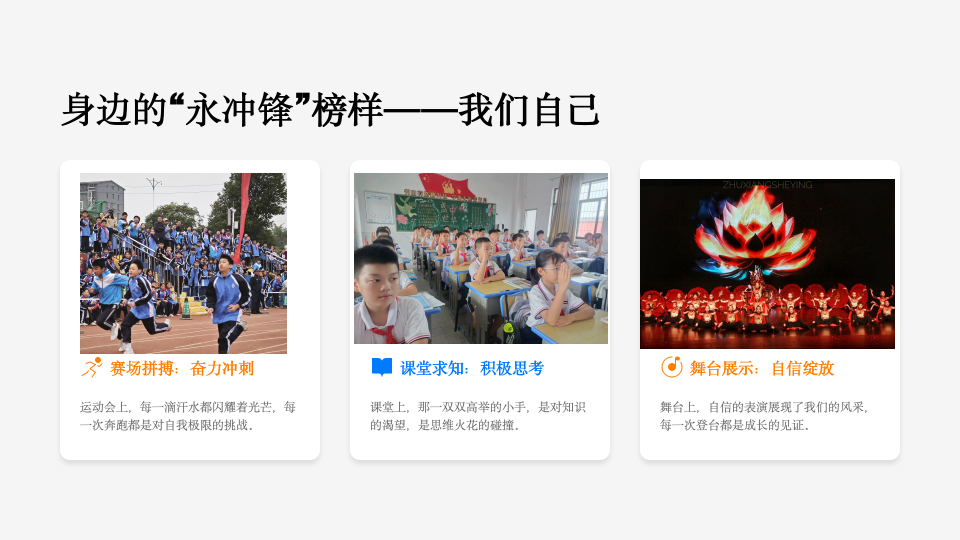 身边的“永冲锋”榜样——我们自己
ZHUXIANGSHEYING
赛场拼搏：奋力冲刺
运动会上，每一滴汗水都闪耀着光芒，每
一次奔跑都是对自我极限的挑战。
课堂求知：积极思考
课堂上，那一双双高举的小手，是对知识
的渴望，是思维火花的碰撞。
舞台展示：自信绽放
舞台上，自信的表演展现了我们的风采，
每一次登台都是成长的见证。